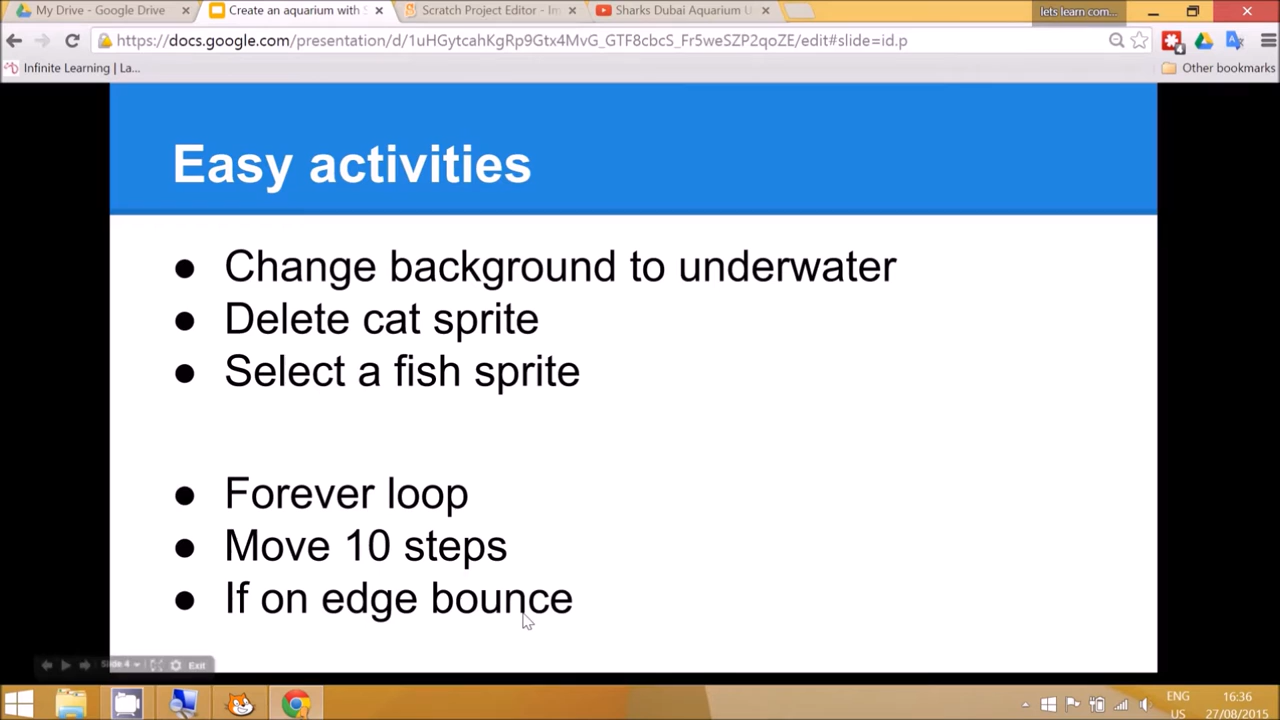 My Drive - Google Drive
Create an aquarium with S
Scratch Project Editor - Im
Sharks Dubai Aquarium U
lets learn com...
https://docs.google.com/presentation/d/1uHGytcahKgRp9Gtx4MvG_GTF8cbcS_Fr5weSZP2qoZE/edit#slide=id.p
Infinite Learning | La...
Other bookmarks
Easy activities
● Change background to underwater
● Delete cat sprite
● Select a fish sprite
● Forever loop
● Move 10 steps
● If on edge bounce
Slide 4
Exit
ENG
US
16:36
27/08/2015